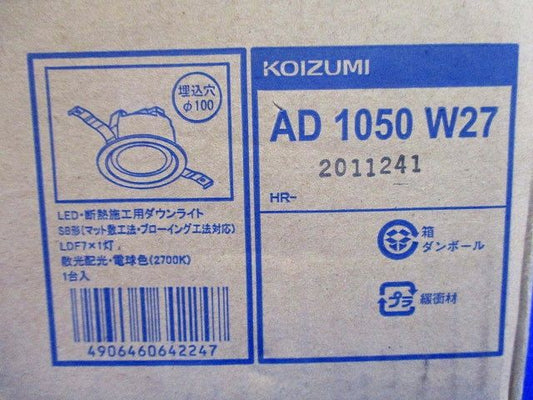 埋込穴
φ100
LED・断熱施工用ダウンライト
SB形(マット敷工法・ブローイング工法対応)
LDF7×1灯
散光配光・電球色(2700K)
1台入
4906460642247
KOIZUMI
AD 1050 W27
2011241
HR-
箱
ダンボール
プラ
緩衝材